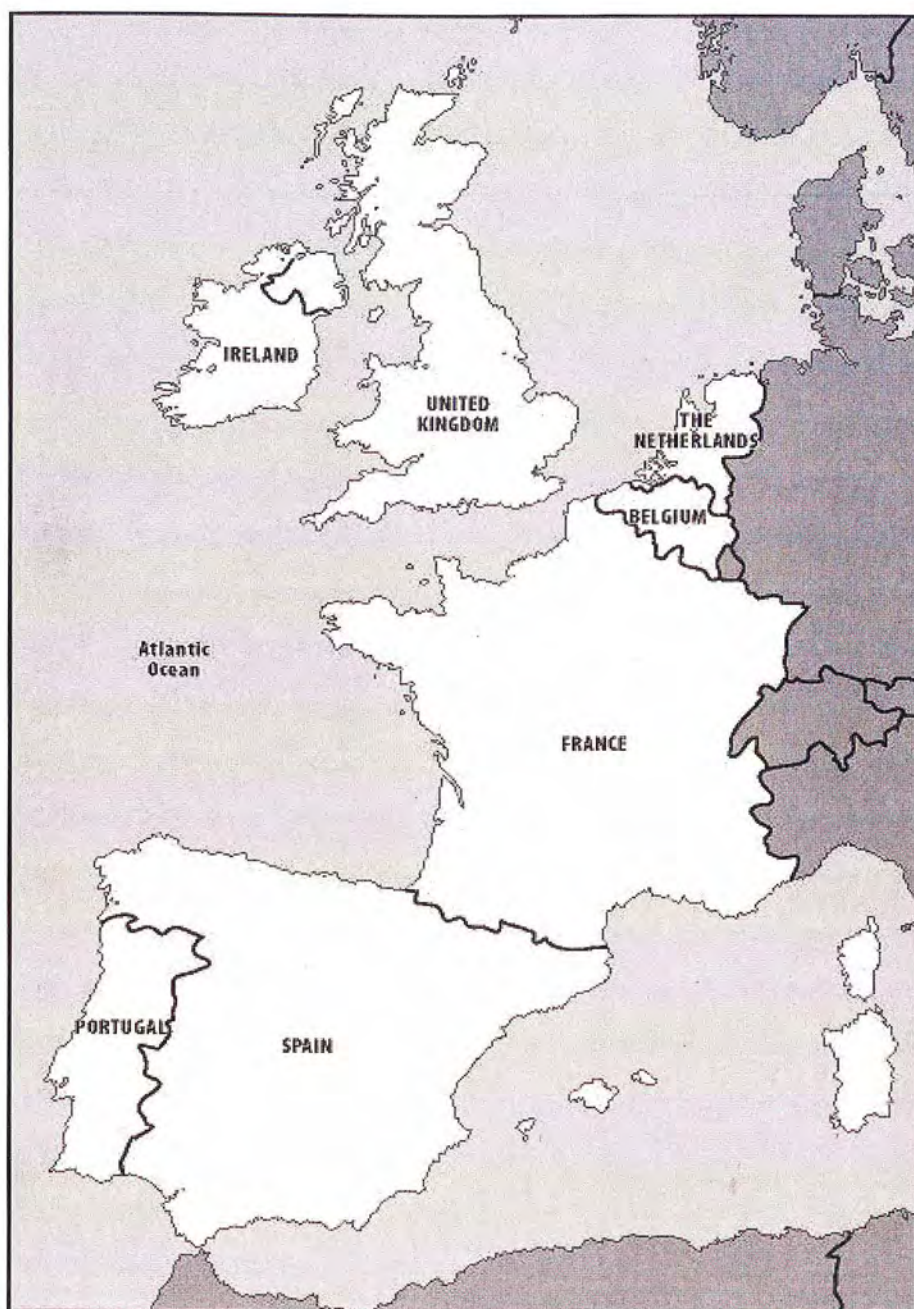 IRELAND
UNITED
KINGDOM
THE
NETHERLANDS
BELGIUM
Atlantic
Ocean
FRANCE
PORTUGAL
SPAIN